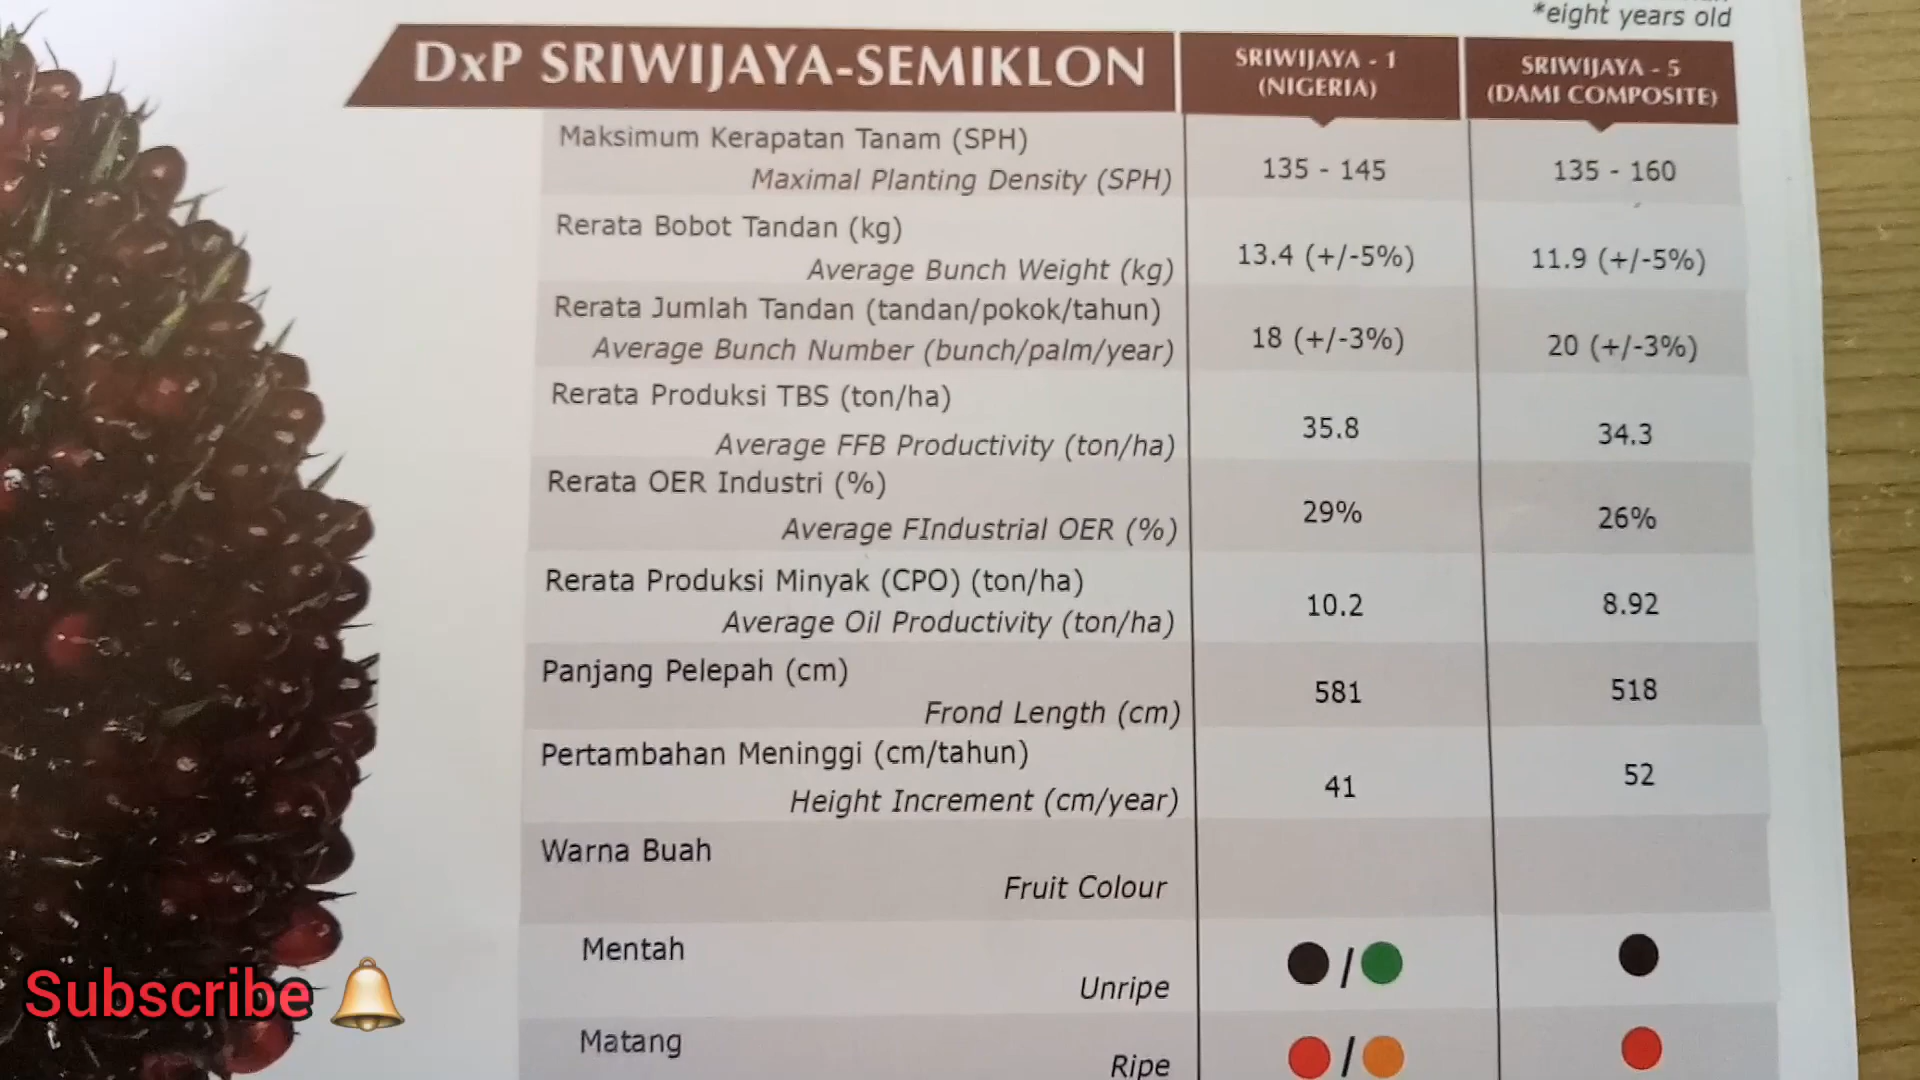 *eight years old
DxP SRIWIJAYA-SEMIKLON
SRIWIJAYA - 1
(NIGERIA)
SRIWIJAYA - 5
(DAMI COMPOSITE)
Maksimum Kerapatan Tanam (SPH)
Maximal Planting Density (SPH)
135 - 145
135 - 160
Rerata Bobot Tandan (kg)
Average Bunch Weight (kg)
13.4 (+/-5%)
11.9 (+/-5%)
Rerata Jumlah Tandan (tandan/pokok/tahun)
Average Bunch Number (bunch/palm/year)
18 (+/-3%)
20 (+/-3%)
Rerata Produksi TBS (ton/ha)
Average FFB Productivity (ton/ha)
35.8
34.3
Rerata OER Industri (%)
Average FIndustrial OER (%)
29%
26%
Rerata Produksi Minyak (CPO) (ton/ha)
Average Oil Productivity (ton/ha)
10.2
8.92
Panjang Pelepah (cm)
Frond Length (cm)
581
518
Pertambahan Meninggi (cm/tahun)
Height Increment (cm/year)
41
52
Warna Buah
Fruit Colour
Mentah
Unripe
/
Matang
Ripe
/
Subscribe